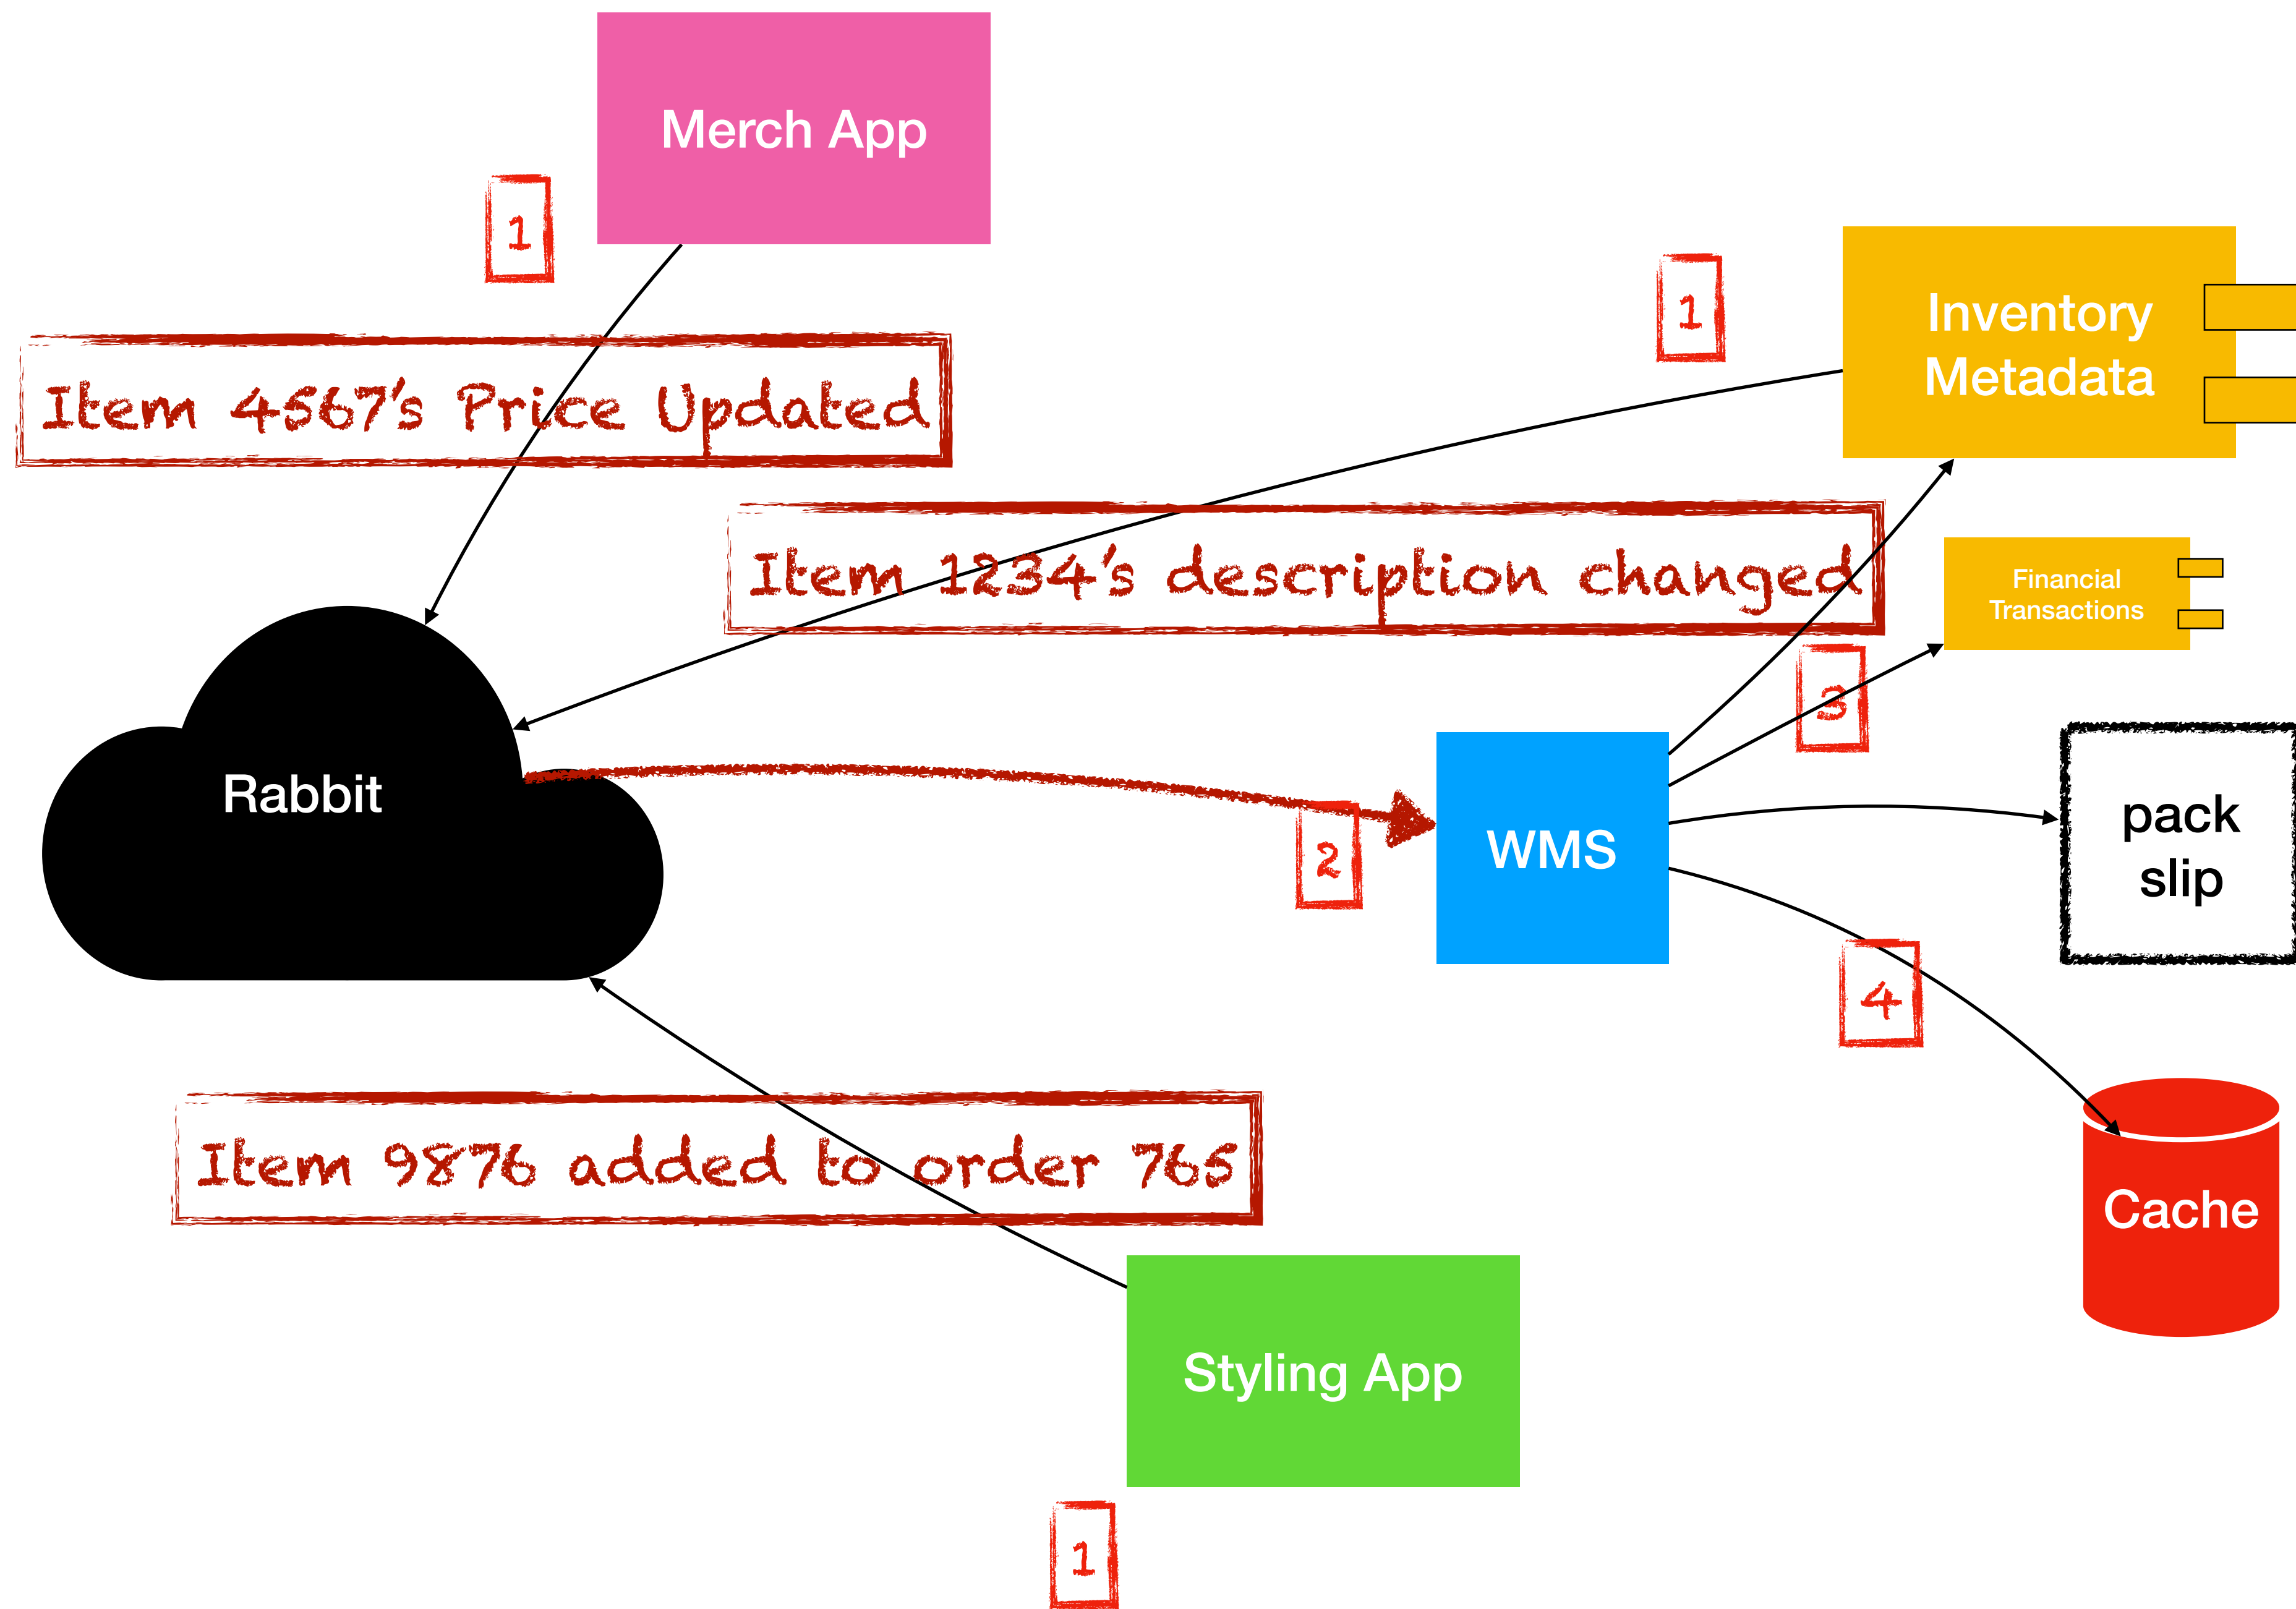 Merch App
1
1
Inventory
Metadata
Item 4567's Price Updated
Item 1234's description changed
Financial
Transactions
3
Rabbit
2
WMS
pack
slip
4
Item 9876 added to order 765
Cache
Styling App
1